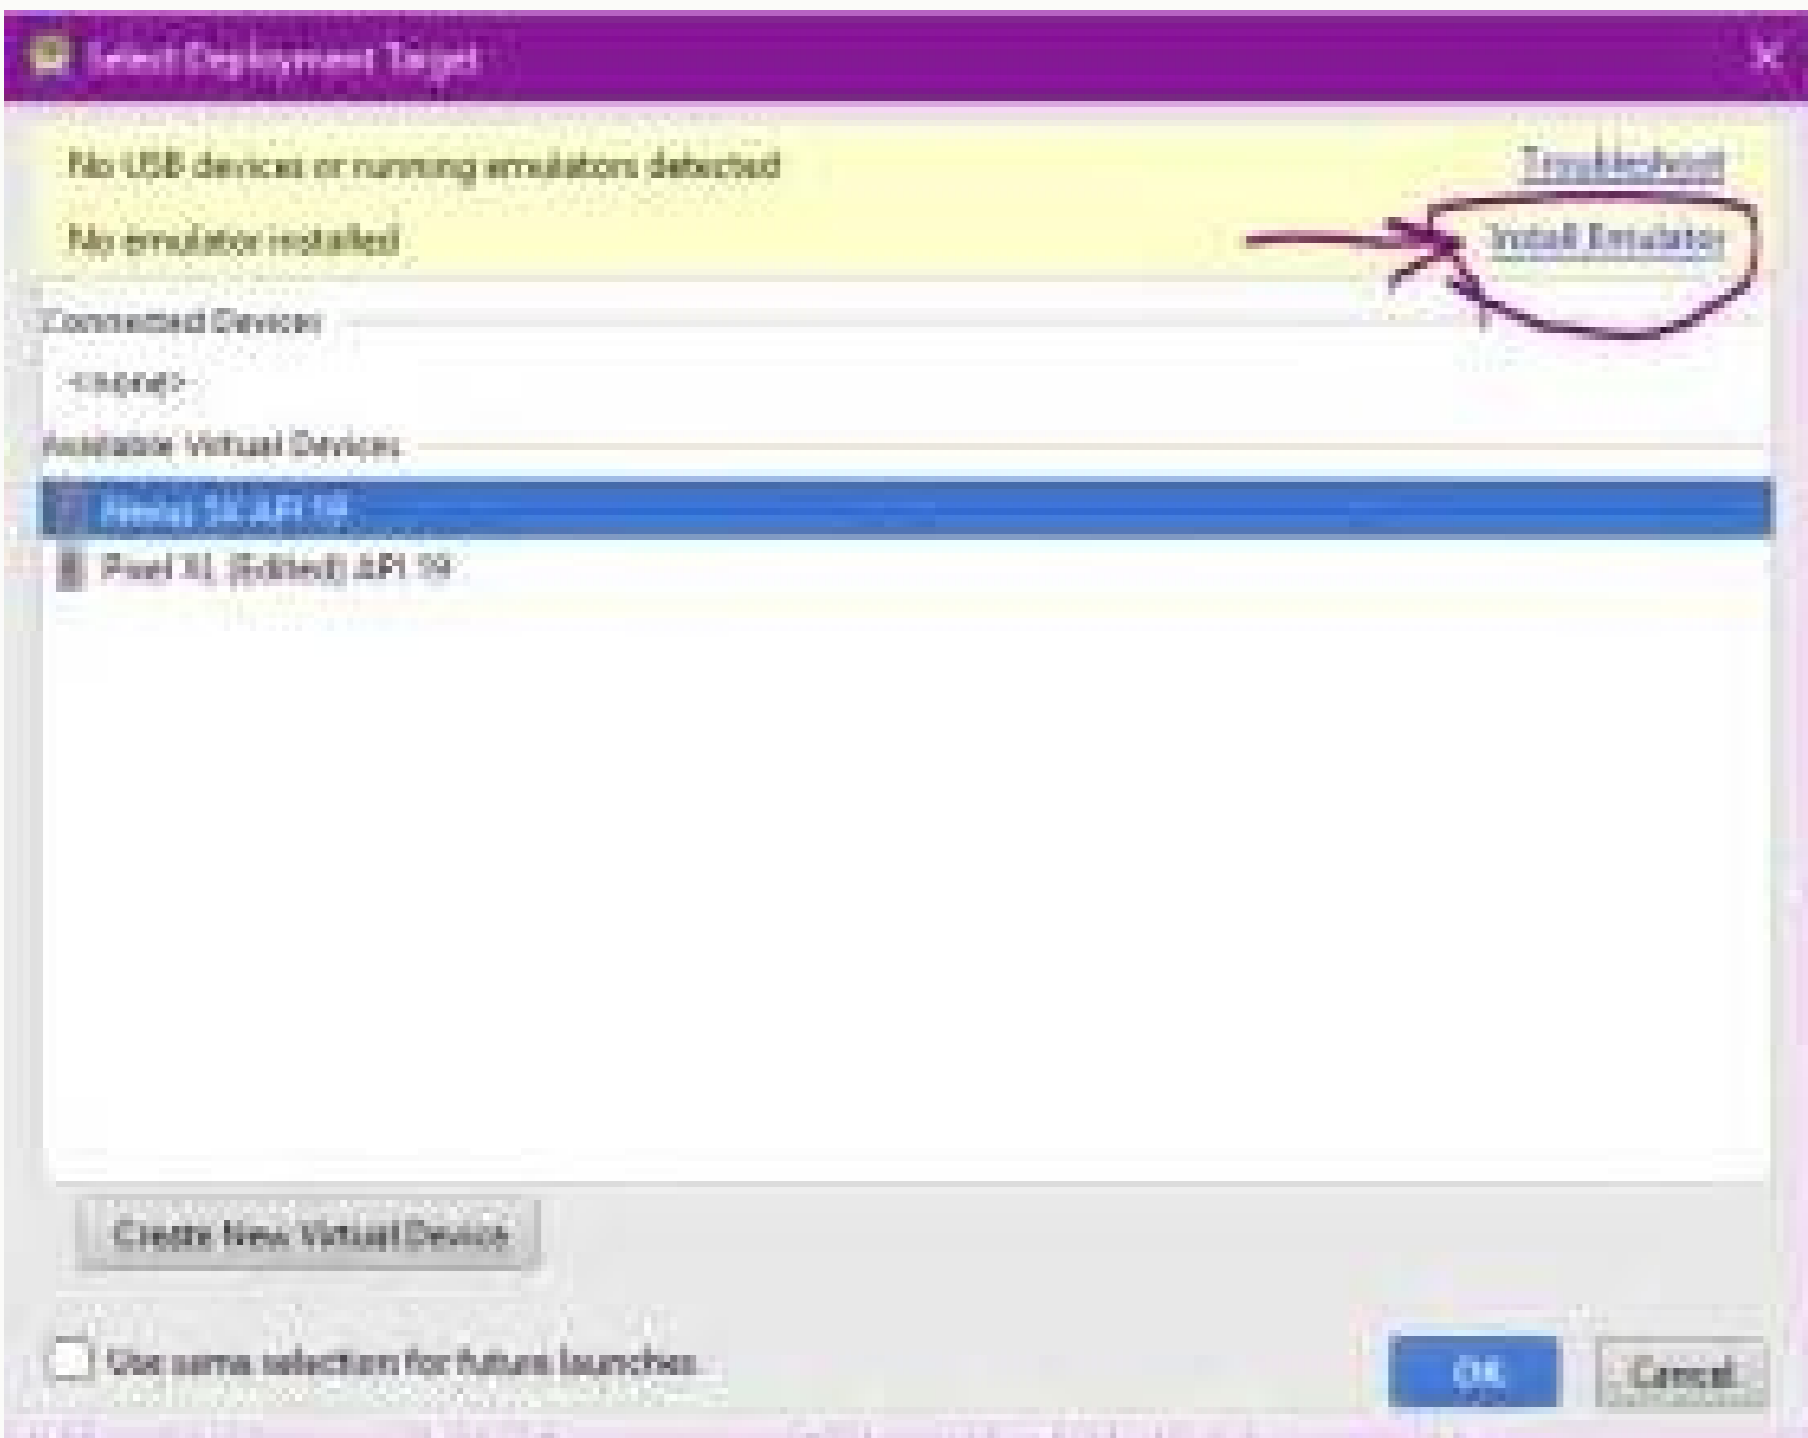 Select Deployment Target
No USB devices or running emulators detected
Troubleshoot
No emulator installed
Install Emulator
Connected Devices
<none>
Available Virtual Devices
Nexus 5X API 19
Pixel XL (Edited) API 19
Create New Virtual Device
Use same selection for future launches
OK
Cancel